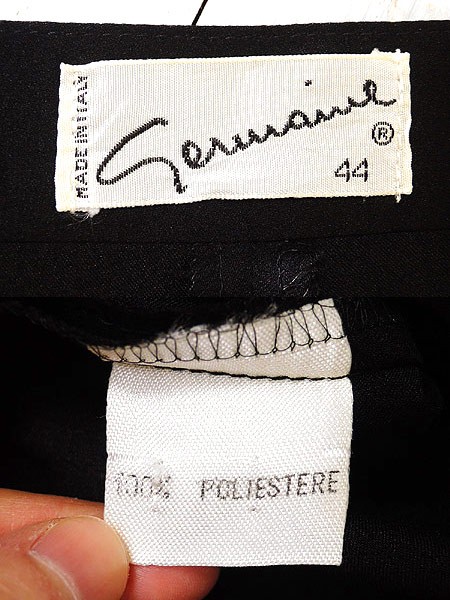 MADE IN ITALY
Germaine
®
44
100% POLIESTERE